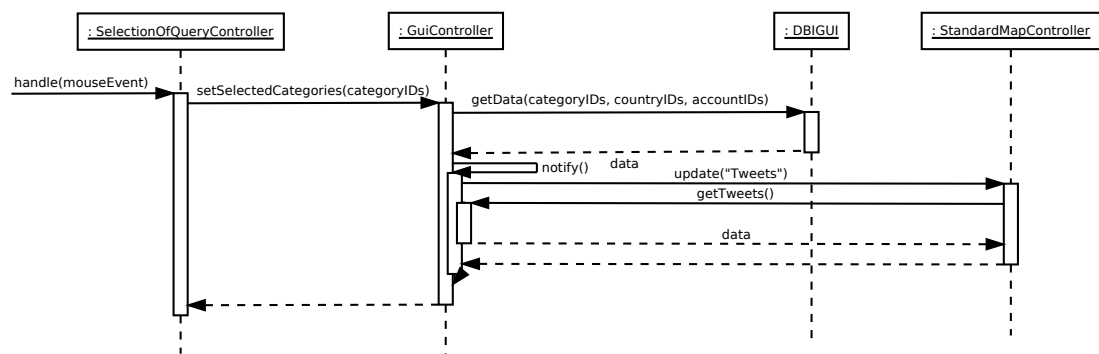 : SelectionOfQueryController
: GuiController
: DBIGUI
: StandardMapController
handle(mouseEvent)
setSelectedCategories(categoryIDs)
getData(categoryIDs, countryIDs, accountIDs)
data
notify()
update("Tweets")
getTweets()
data